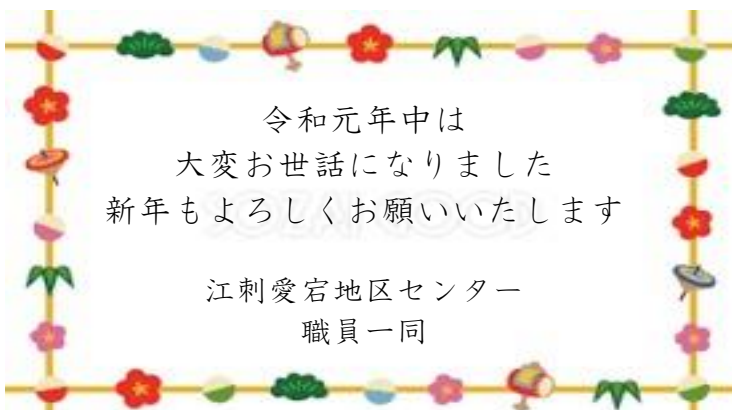 令和元年中は
大変お世話になりました
新年もよろしくお願いいたします
江刺愛宕地区センター
職員一同